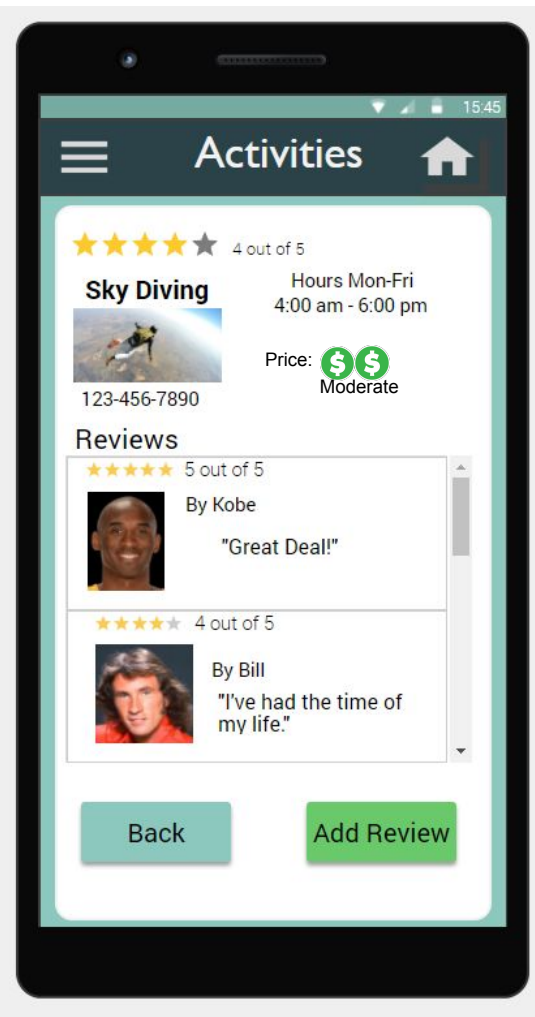 15:45
Activities
4 out of 5
Sky Diving
Hours Mon-Fri
4:00 am - 6:00 pm
Price: $ $
Moderate
123-456-7890
Reviews
5 out of 5
By Kobe
"Great Deal!"
4 out of 5
By Bill
"I've had the time of
my life."
Back
Add Review